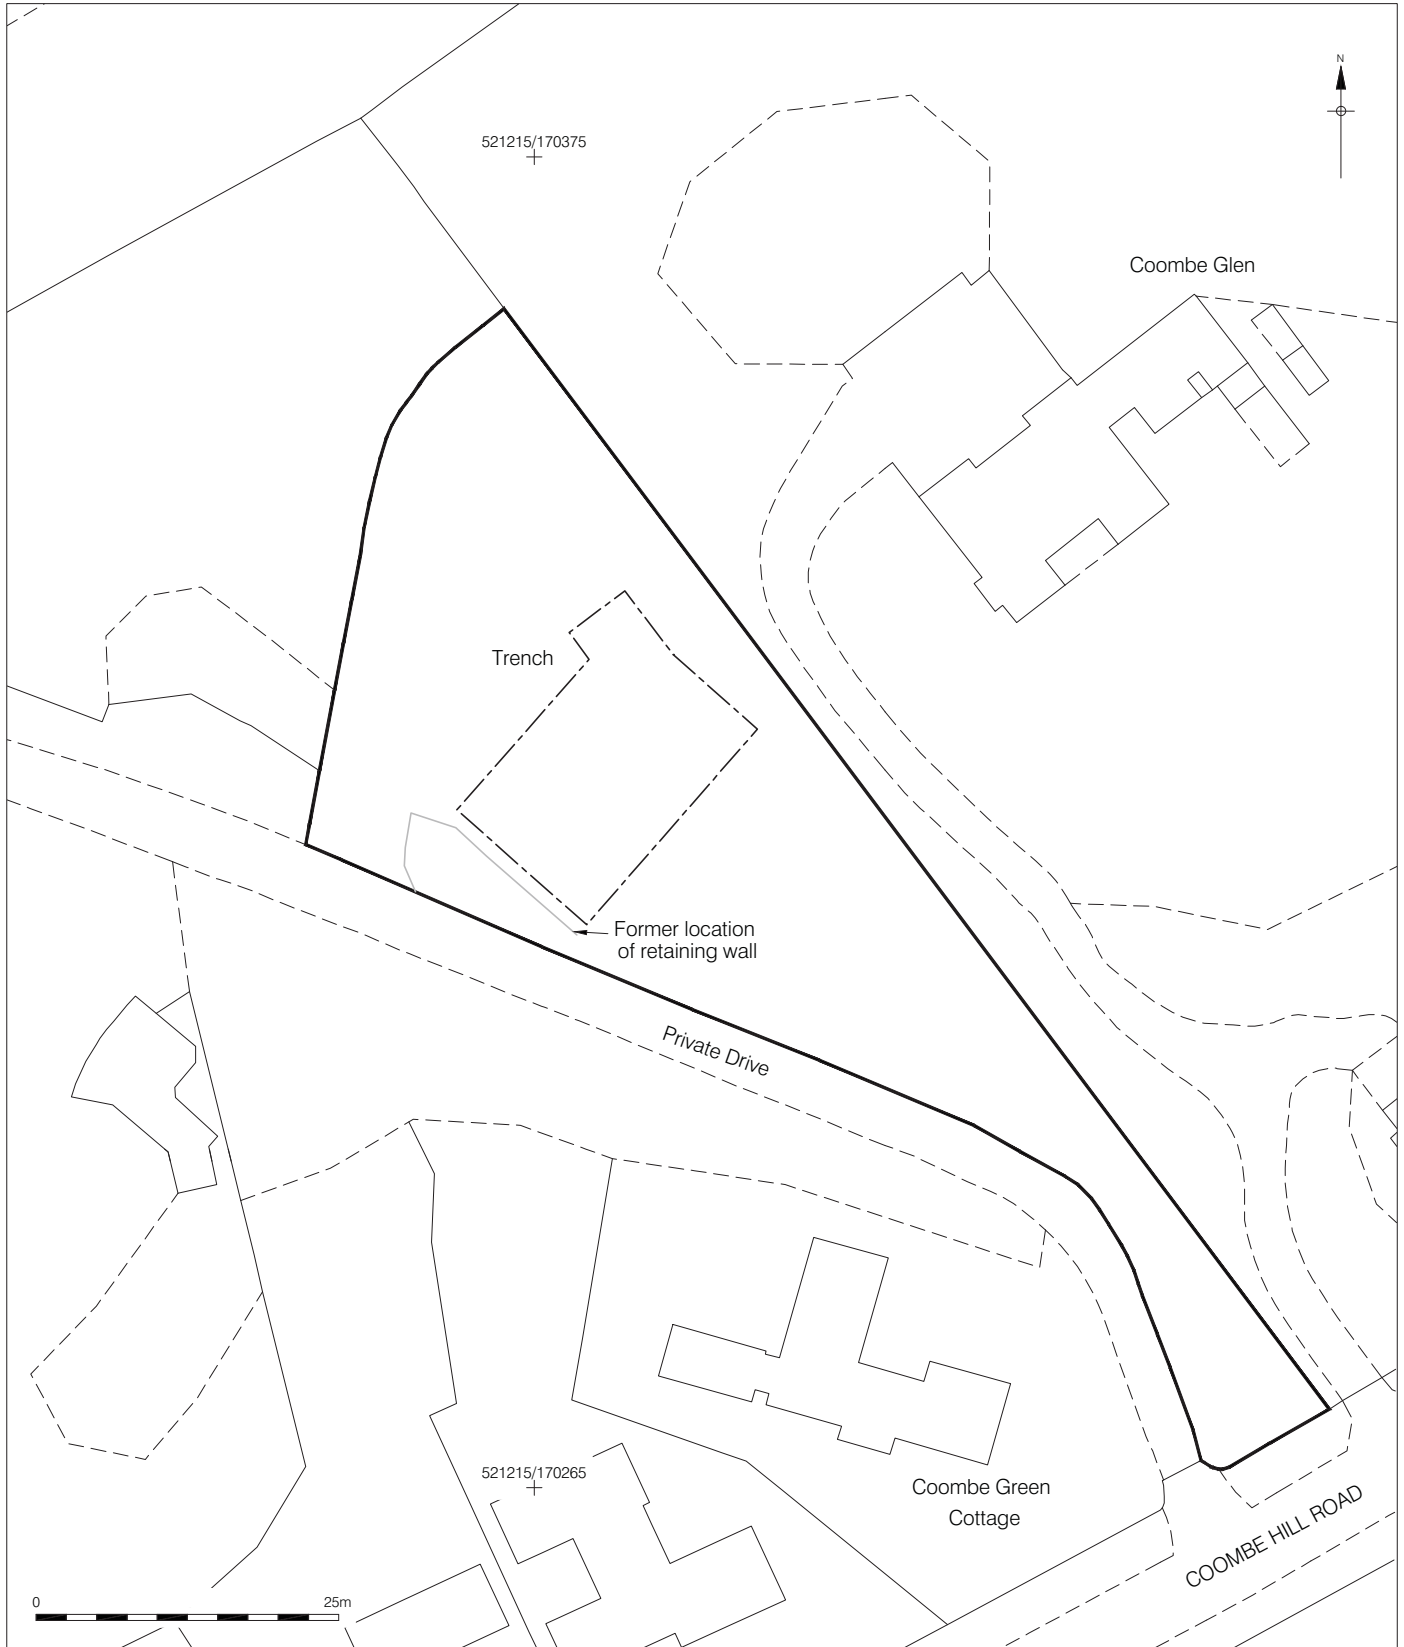 N
521215/170375
Coombe Glen
Trench
Former location
of retaining wall
Private Drive
521215/170265
Coombe Green
Cottage
COOMBE HILL ROAD
0
25m